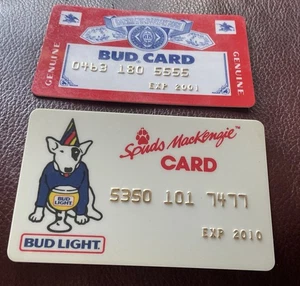 GENUINE
BUD CARD
GENUINE
0463 180 5555
EXP 2001
Spuds MacKenzie
CARD
5350 101 7477
EXP 2010
BUD LIGHT
BUD LIGHT